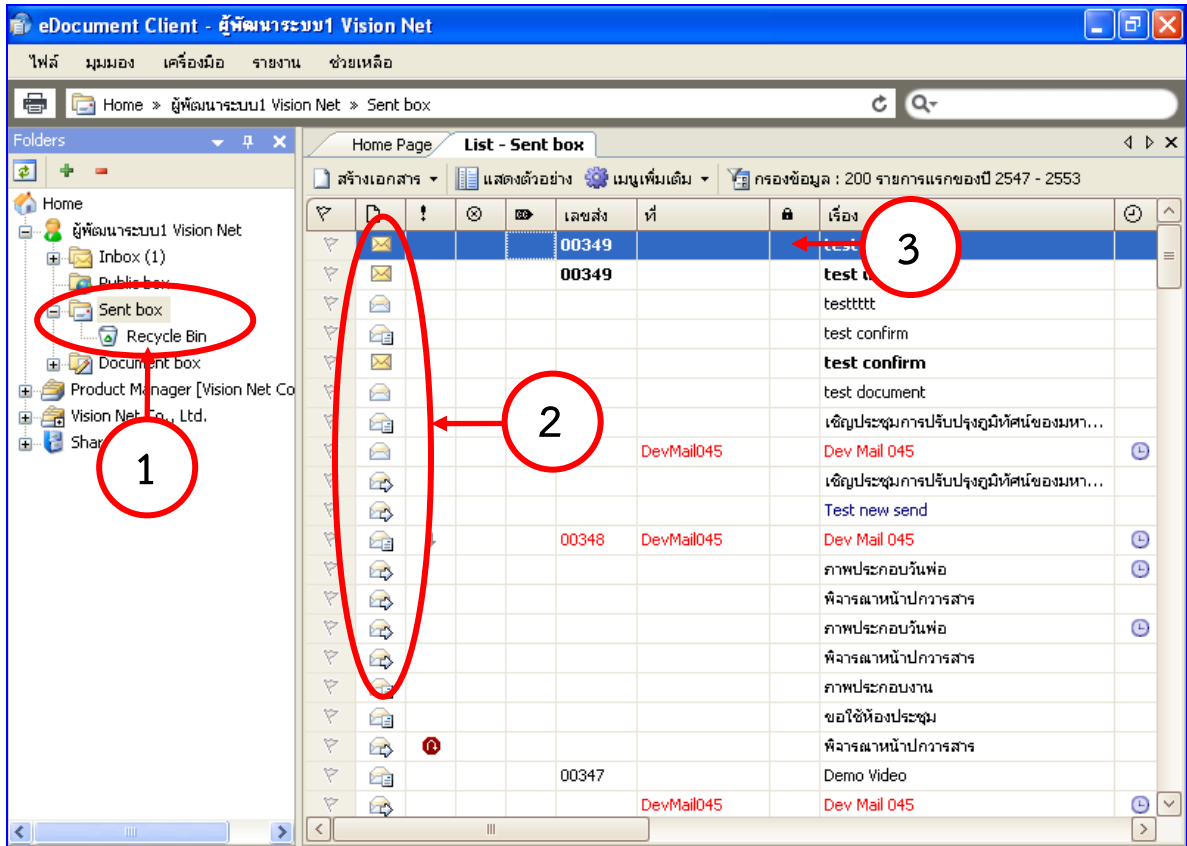 eDocument Client - ผู้พัฒนาระบบ1 Vision Net
ไฟล์ มุมมอง เครื่องมือ รายงาน ช่วยเหลือ
Home » ผู้พัฒนาระบบ1 Vision Net » Sent box
Folders
Home
ผู้พัฒนาระบบ1 Vision Net
Inbox (1)
Public box
Sent box
Recycle Bin
Document box
Product Manager [Vision Net Co
Vision Net Co., Ltd.
Shar
1
Home Page List - Sent box
สร้างเอกสาร แสดงตัวอย่าง เมนูเพิ่มเติม กรองข้อมูล : 200 รายการแรกของปี 2547 - 2553
เลขส่ง ที่ เรื่อง
00349 test
3
00349 test
testtttt
test confirm
test confirm
test document
2
เชิญประชุมการปรับปรุงภูมิทัศน์ของมหา...
DevMail045 Dev Mail 045
เชิญประชุมการปรับปรุงภูมิทัศน์ของมหา...
Test new send
00348 DevMail045 Dev Mail 045
ภาพประกอบวันพ่อ
พิจารณาหน้าปกวารสาร
ภาพประกอบวันพ่อ
พิจารณาหน้าปกวารสาร
ภาพประกอบงาน
ขอใช้ห้องประชุม
พิจารณาหน้าปกวารสาร
00347 Demo Video
DevMail045 Dev Mail 045